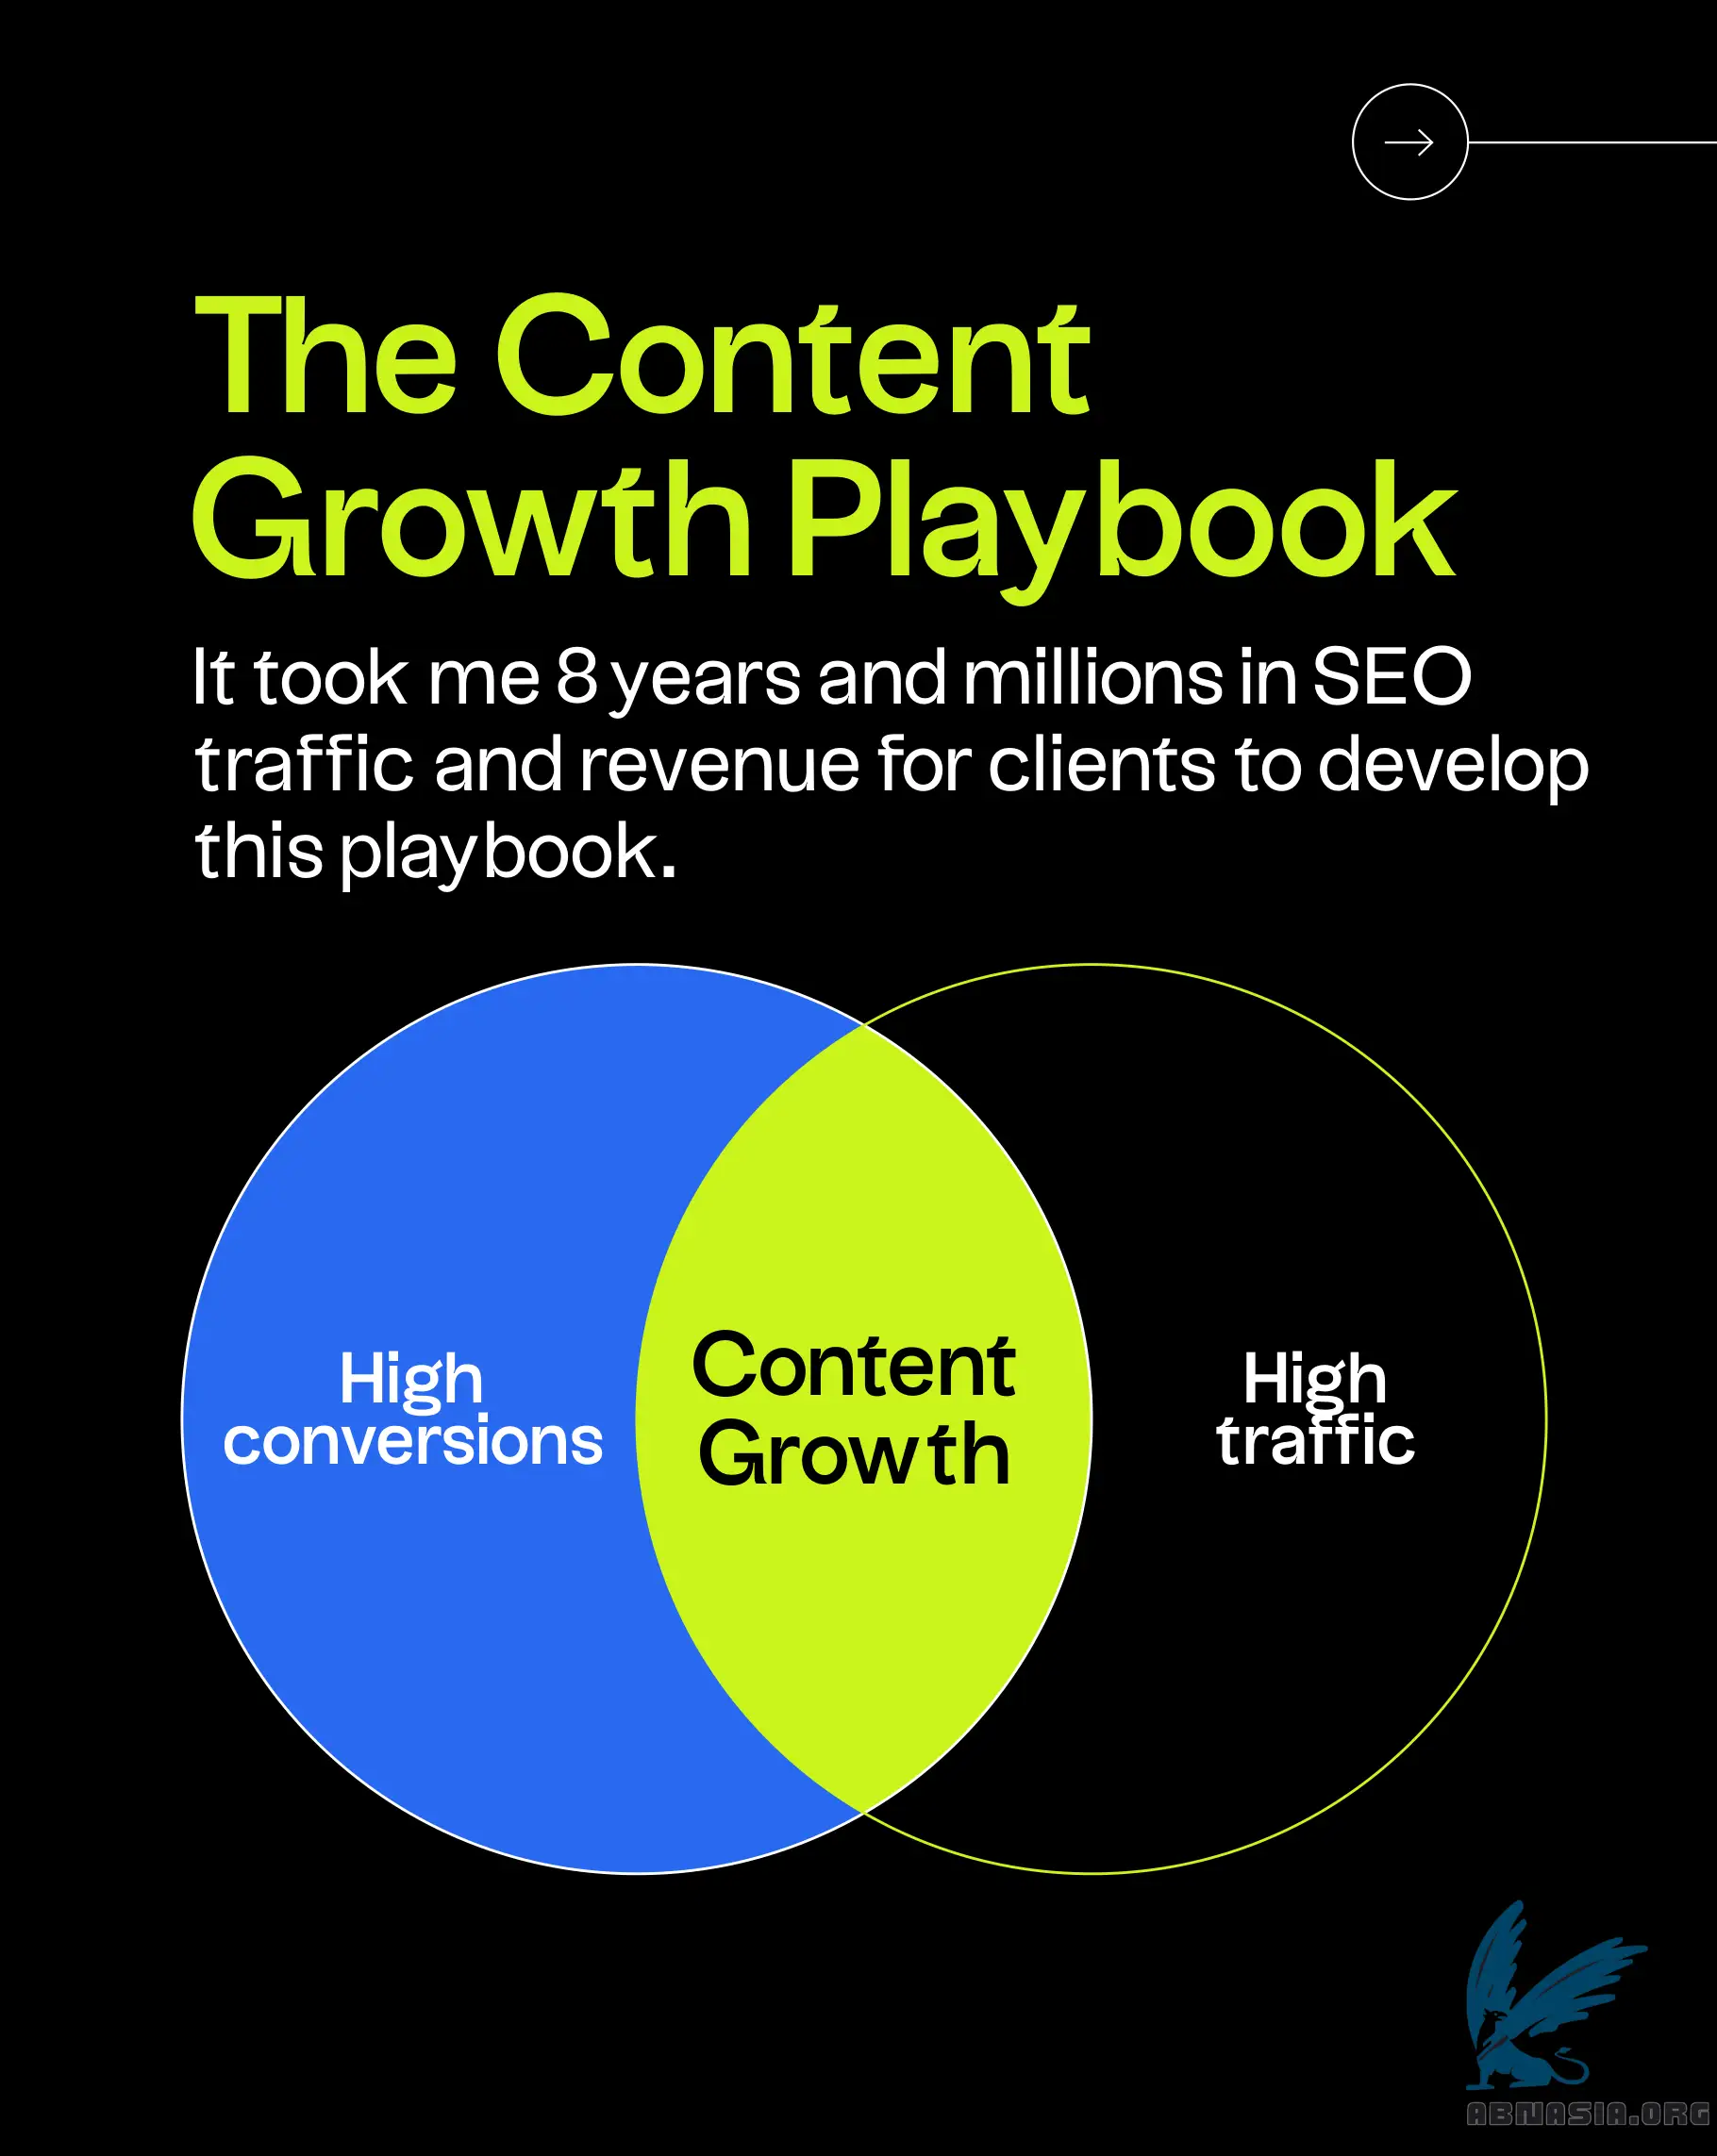 The Content
Growth Playbook
It took me 8 years and millions in SEO
traffic and revenue for clients to develop
this playbook.
High
conversions
Content
Growth
High
traffic
ABNASIA.ORG